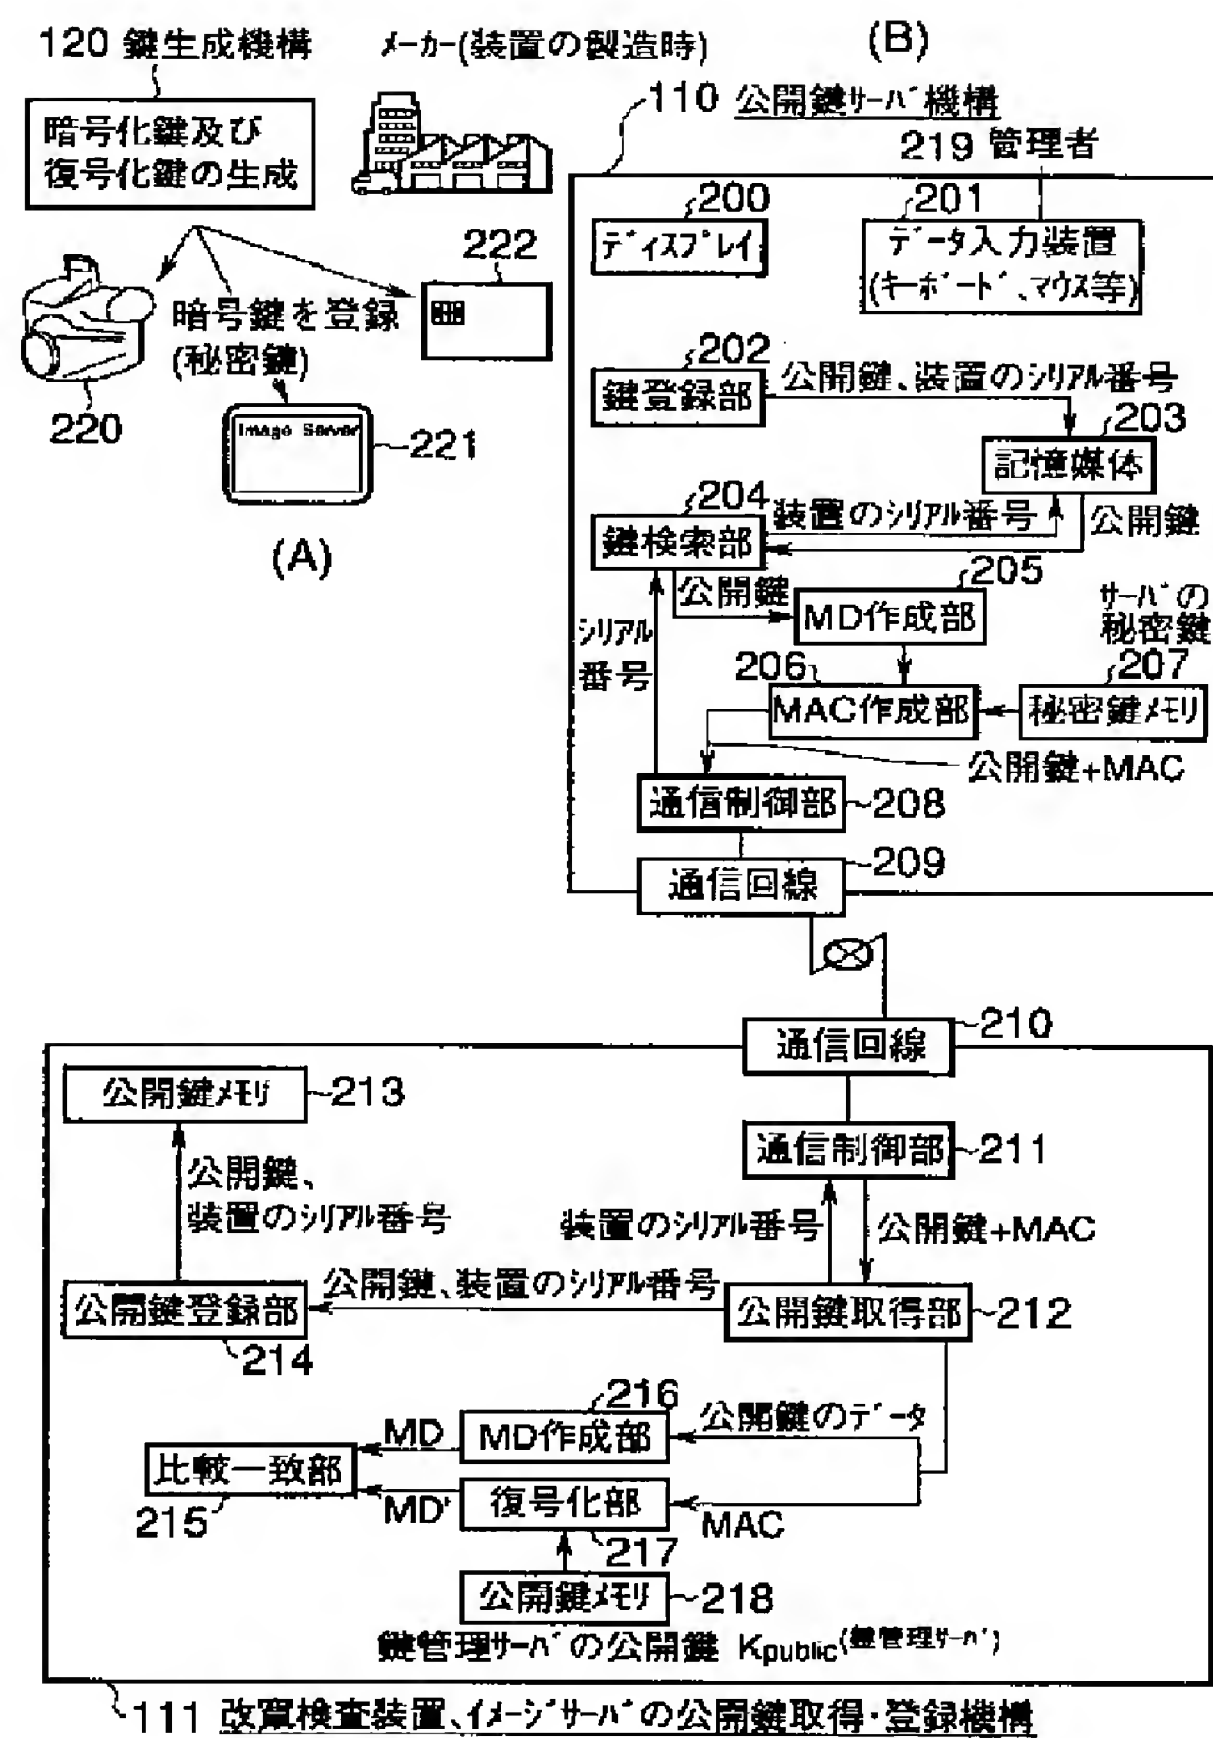 120 鍵生成機構
メーカー(装置の製造時)
(B)
暗号化鍵及び
復号化鍵の生成
110 公開鍵サーバ機構
219 管理者
200
ディスプレイ
201
データ入力装置
(キーボード、マウス等)
222
暗号鍵を登録
(秘密鍵)
220
Image Server
221
(A)
202
鍵登録部
公開鍵、装置のシリアル番号
203
記憶媒体
204
鍵検索部
装置のシリアル番号
公開鍵
205
公開鍵
MD作成部
サーバの
秘密鍵
シリアル
番号
206
MAC作成部
207
秘密鍵メモリ
公開鍵+MAC
通信制御部
208
209
通信回線
210
通信回線
公開鍵メモリ
213
通信制御部
211
公開鍵、
装置のシリアル番号
装置のシリアル番号
公開鍵+MAC
公開鍵、装置のシリアル番号
公開鍵登録部
214
公開鍵取得部
212
216
MD作成部
公開鍵のデータ
MD
比較一致部
215
MD'
復号化部
217
MAC
公開鍵メモリ
218
鍵管理サーバの公開鍵 Kpublic(鍵管理サーバ)
111 改竄検査装置、イメージサーバの公開鍵取得・登録機構